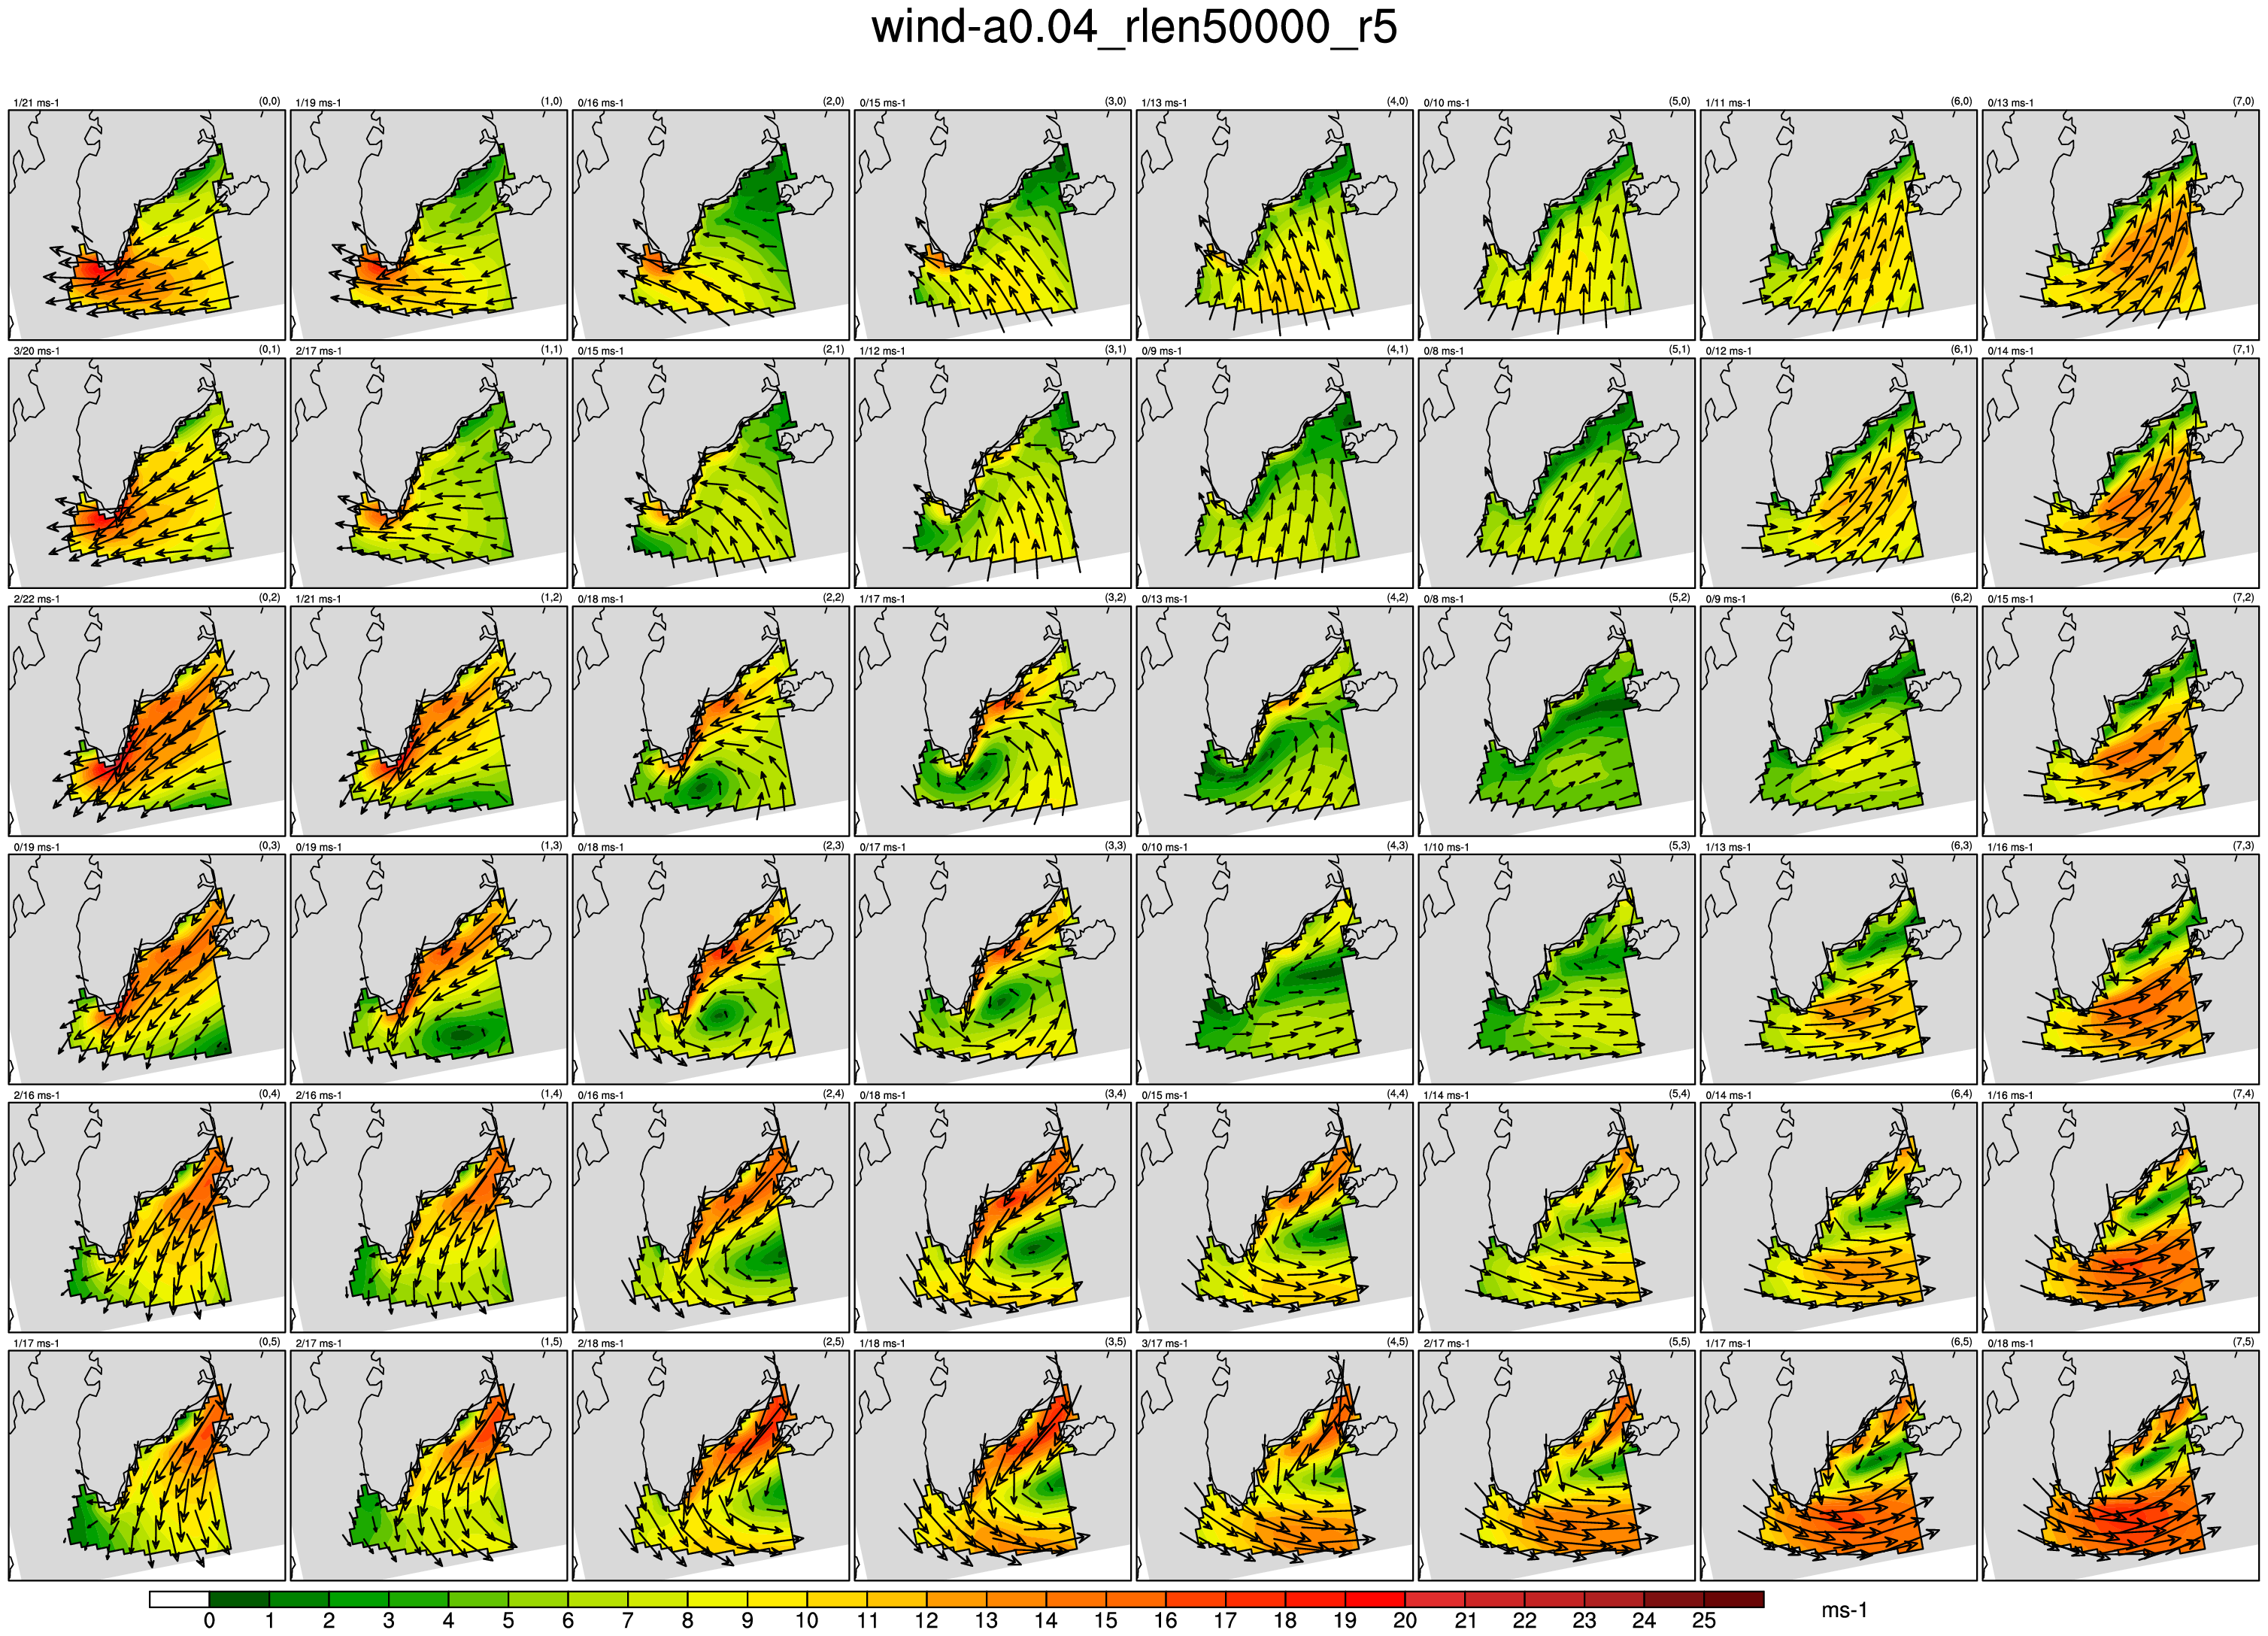 wind-a0.04_rlen50000_r5
1/21 ms-1 (0,0) 1/19 ms-1 (1,0) 0/16 ms-1 (2,0) 0/15 ms-1 (3,0) 1/13 ms-1 (4,0) 0/10 ms-1 (5,0) 1/11 ms-1 (6,0) 0/13 ms-1 (7,0)
3/20 ms-1 (0,1) 2/17 ms-1 (1,1) 0/15 ms-1 (2,1) 1/12 ms-1 (3,1) 0/9 ms-1 (4,1) 0/8 ms-1 (5,1) 0/12 ms-1 (6,1) 0/14 ms-1 (7,1)
2/22 ms-1 (0,2) 1/21 ms-1 (1,2) 0/18 ms-1 (2,2) 1/17 ms-1 (3,2) 0/13 ms-1 (4,2) 0/8 ms-1 (5,2) 0/9 ms-1 (6,2) 0/15 ms-1 (7,2)
0/19 ms-1 (0,3) 0/19 ms-1 (1,3) 0/18 ms-1 (2,3) 0/17 ms-1 (3,3) 0/10 ms-1 (4,3) 1/10 ms-1 (5,3) 1/13 ms-1 (6,3) 1/16 ms-1 (7,3)
2/16 ms-1 (0,4) 2/16 ms-1 (1,4) 0/16 ms-1 (2,4) 0/18 ms-1 (3,4) 0/15 ms-1 (4,4) 1/14 ms-1 (5,4) 0/14 ms-1 (6,4) 1/16 ms-1 (7,4)
1/17 ms-1 (0,5) 2/17 ms-1 (1,5) 2/18 ms-1 (2,5) 1/18 ms-1 (3,5) 3/17 ms-1 (4,5) 2/17 ms-1 (5,5) 1/17 ms-1 (6,5) 0/18 ms-1 (7,5)
0 1 2 3 4 5 6 7 8 9 10 11 12 13 14 15 16 17 18 19 20 21 22 23 24 25 ms-1